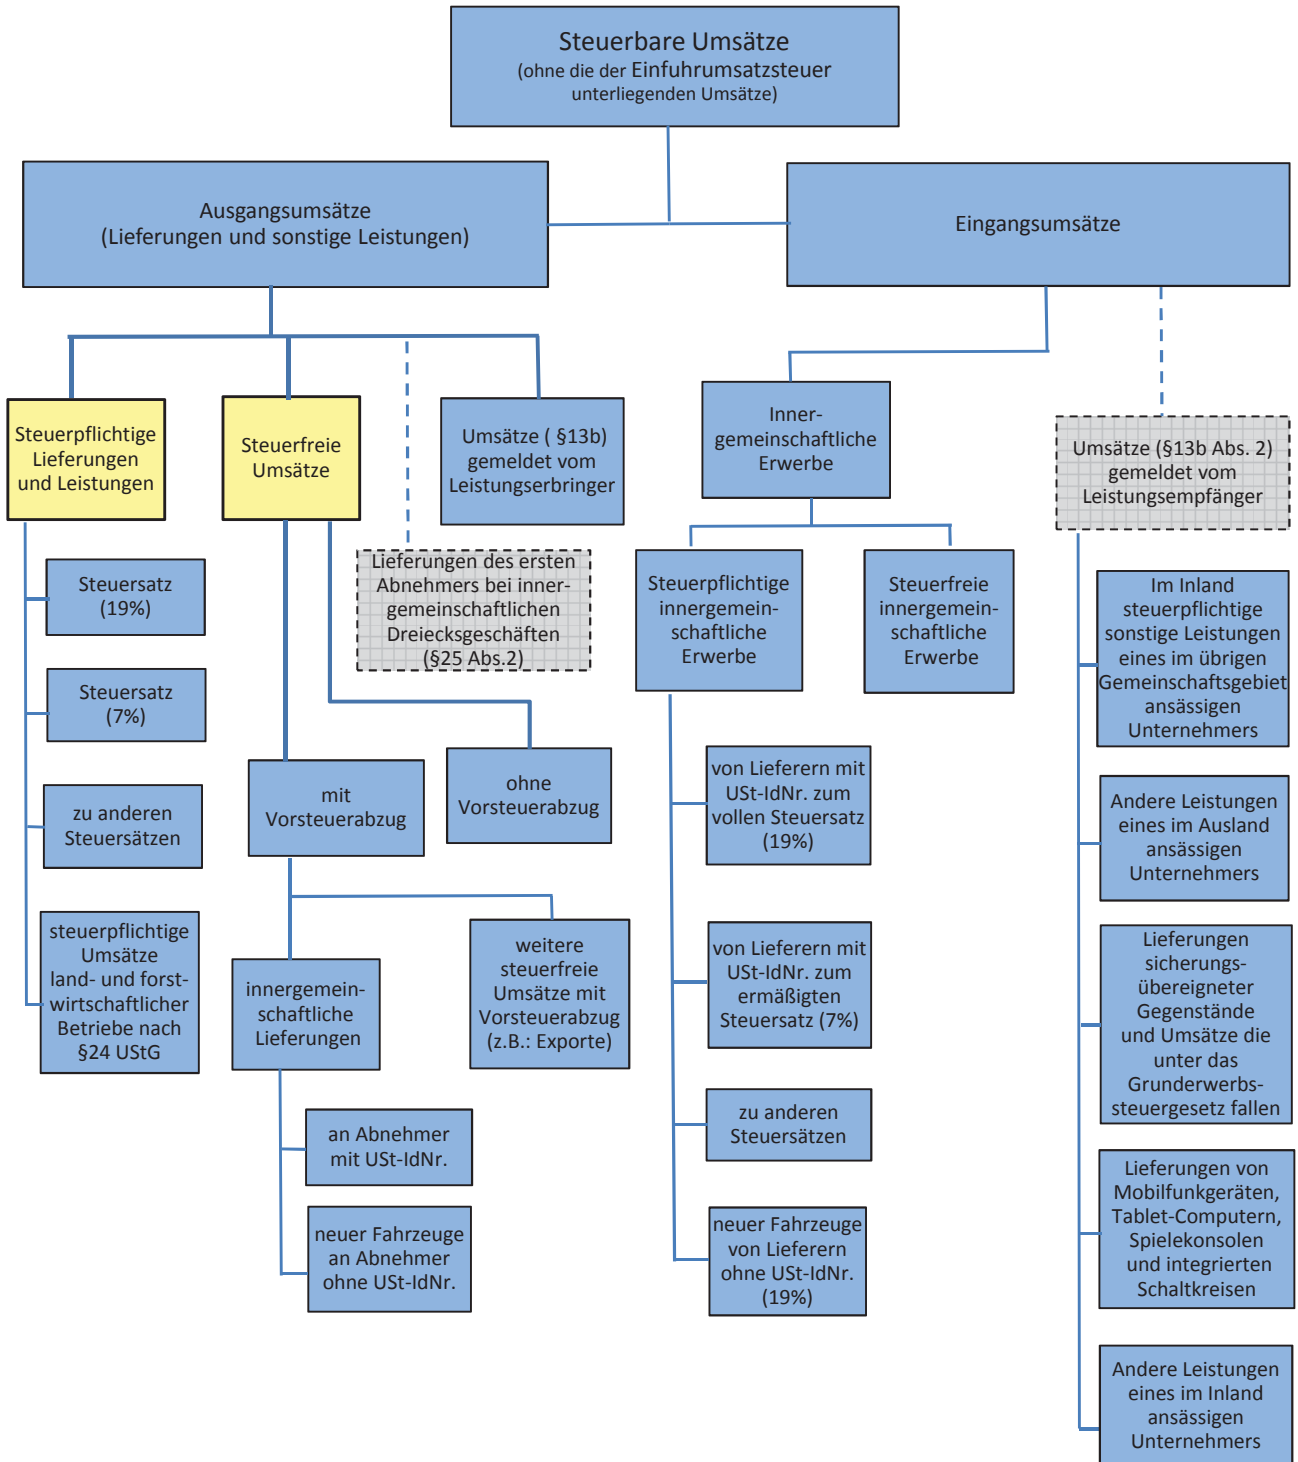 Steuerbare Umsätze
(ohne die der Einfuhrumsatzsteuer
unterliegenden Umsätze)
Ausgangsumsätze
(Lieferungen und sonstige Leistungen)
Eingangsumsätze
Steuerpflichtige
Lieferungen
und Leistungen
Steuerfreie
Umsätze
Umsätze ( §13b)
gemeldet vom
Leistungserbringer
Inner-
gemeinschaftliche
Erwerbe
Umsätze (§13b Abs. 2)
gemeldet vom
Leistungsempfänger
Steuersatz
(19%)
Steuersatz
(7%)
zu anderen
Steuersätzen
steuerpflichtige
Umsätze
land- und forst-
wirtschaftlicher
Betriebe nach
§24 UStG
Lieferungen des ersten
Abnehmers bei inner-
gemeinschaftlichen
Dreiecksgeschäften
(§25 Abs.2)
mit
Vorsteuerabzug
ohne
Vorsteuerabzug
innergemein-
schaftliche
Lieferungen
weitere
steuerfreie
Umsätze mit
Vorsteuerabzug
(z.B.: Exporte)
an Abnehmer
mit USt-IdNr.
neuer Fahrzeuge
an Abnehmer
ohne USt-IdNr.
Steuerpflichtige
innergemein-
schaftliche
Erwerbe
Steuerfreie
innergemein-
schaftliche
Erwerbe
von Lieferern mit
USt-IdNr. zum
vollen Steuersatz
(19%)
von Lieferern mit
USt-IdNr. zum
ermäßigten
Steuersatz (7%)
zu anderen
Steuersätzen
neuer Fahrzeuge
von Lieferern
ohne USt-IdNr.
(19%)
Im Inland
steuerpflichtige
sonstige Leistungen
eines im übrigen
Gemeinschaftsgebiet
ansässigen
Unternehmers
Andere Leistungen
eines im Ausland
ansässigen
Unternehmers
Lieferungen
sicherungs-
übereigneter
Gegenstände
und Umsätze die
unter das
Grunderwerbs-
steuergesetz fallen
Lieferungen von
Mobilfunkgeräten,
Tablet-Computern,
Spielekonsolen
und integrierten
Schaltkreisen
Andere Leistungen
eines im Inland
ansässigen
Unternehmers